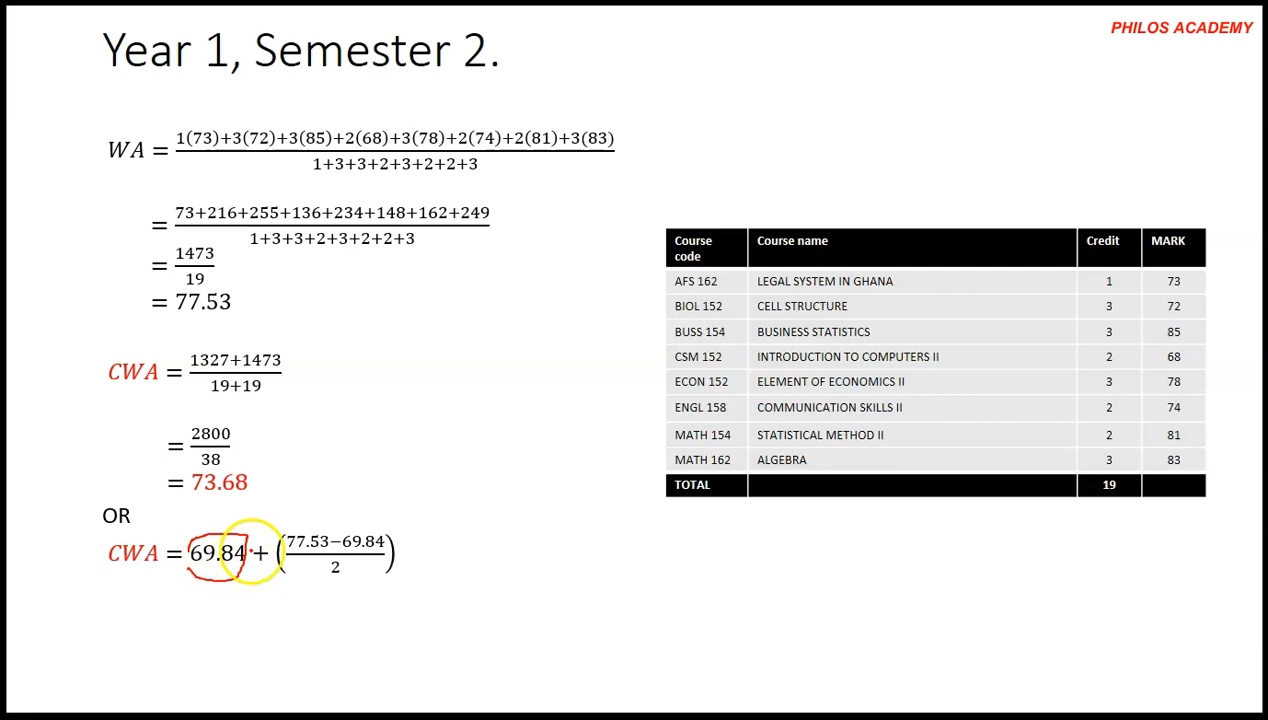 PHILOS ACADEMY
Year 1, Semester 2.
WA = \frac{1(73)+3(72)+3(85)+2(68)+3(78)+2(74)+2(81)+3(83)}{1+3+3+2+3+2+2+3}
= \frac{73+216+255+136+234+148+162+249}{1+3+3+2+3+2+2+3}
= \frac{1473}{19}
= 77.53
CWA = \frac{1327+1473}{19+19}
= \frac{2800}{38}
= 73.68
OR
CWA = 69.84 + (\frac{77.53−69.84}{2})
Course code Course name Credit MARK
AFS 162 LEGAL SYSTEM IN GHANA 1 73
BIOL 152 CELL STRUCTURE 3 72
BUSS 154 BUSINESS STATISTICS 3 85
CSM 152 INTRODUCTION TO COMPUTERS II 2 68
ECON 152 ELEMENT OF ECONOMICS II 3 78
ENGL 158 COMMUNICATION SKILLS II 2 74
MATH 154 STATISTICAL METHOD II 2 81
MATH 162 ALGEBRA 3 83
TOTAL 19